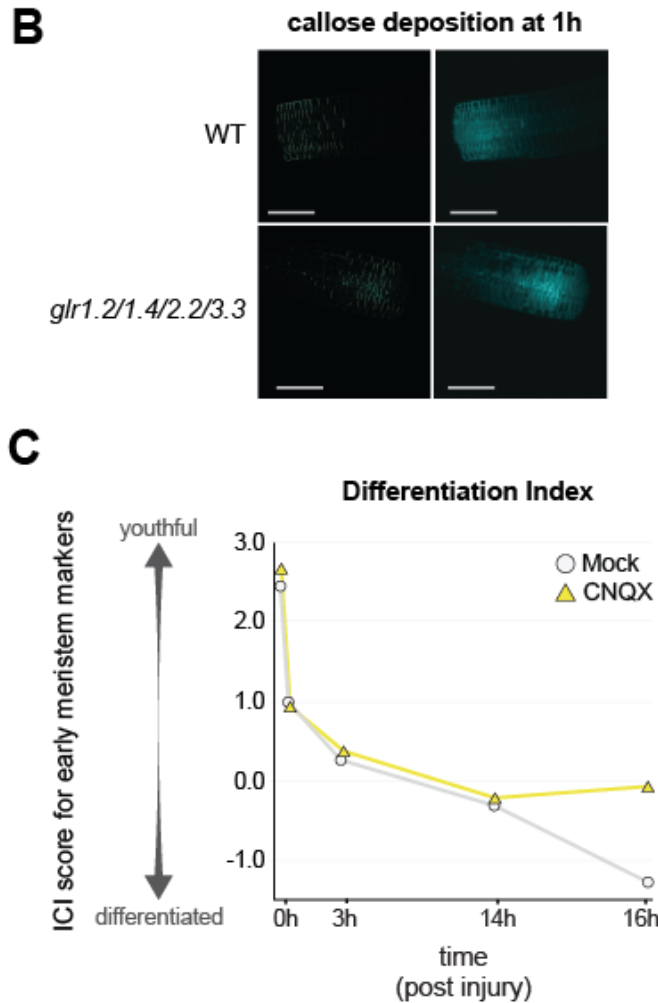 B
callose deposition at 1h
WT
glr1.2/1.4/2.2/3.3
C
Differentiation Index
ICI score for early meristem markers
youthful
differentiated
3.0
2.0
1.0
0.0
-1.0
Mock
CNQX
0h 3h 14h 16h
time
(post injury)